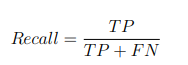 Recall = TP / (TP + FN)